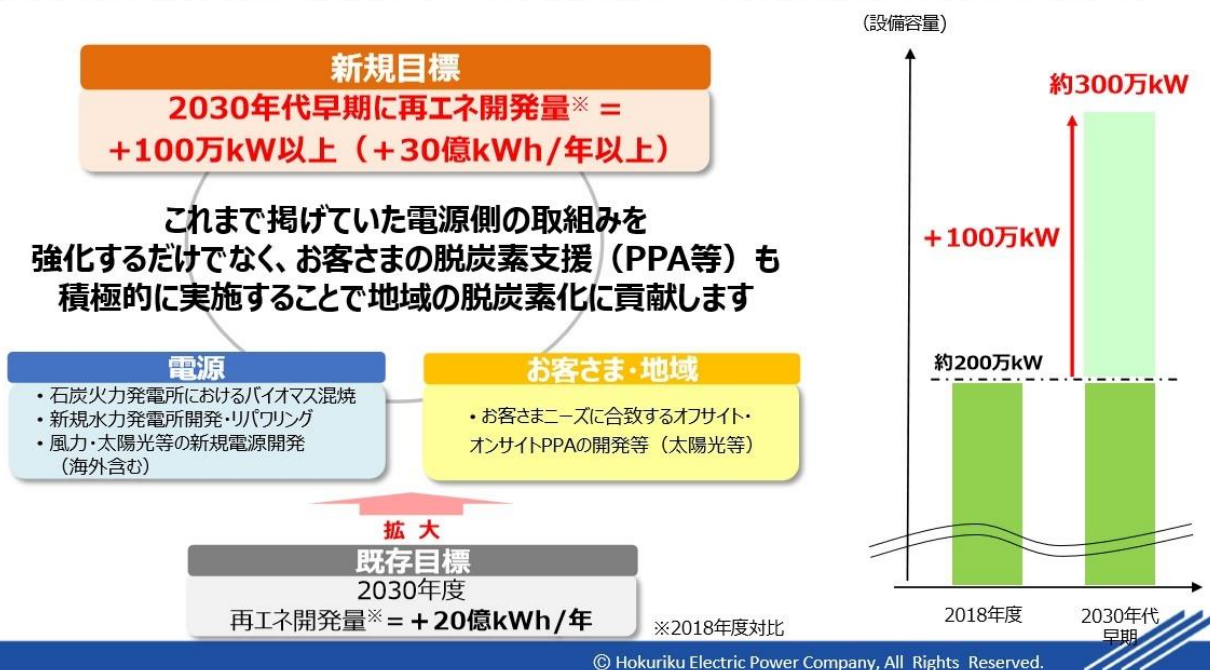 新規目標
2030年代早期に再エネ開発量※ =
+100万kW以上（+30億kWh/年以上）
これまで掲げていた電源側の取組みを
強化するだけでなく、お客さまの脱炭素支援（PPA等）も
積極的に実施することで地域の脱炭素化に貢献します
電源
・石炭火力発電所におけるバイオマス混焼
・新規水力発電所開発・リパワリング
・風力・太陽光等の新規電源開発
（海外含む）
お客さま・地域
・お客さまニーズに合致するオフサイト・
オンサイトPPAの開発等（太陽光等）
拡 大
既存目標
2030年度
再エネ開発量※=+20億kWh/年
※2018年度対比
（設備容量）
約300万kW
+100万kW
約200万kW
2018年度
2030年代
早期
© Hokuriku Electric Power Company, All Rights Reserved.